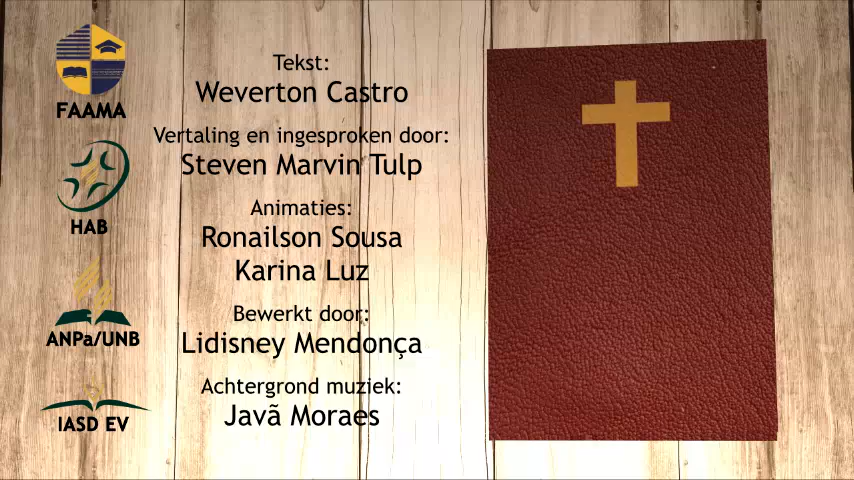 FAAMA
HAB
ANPa/UNB
IASD EV
Tekst:
Weverton Castro
Vertaling en ingesproken door:
Steven Marvin Tulp
Animaties:
Ronailson Sousa
Karina Luz
Bewerkt door:
Lidisney Mendonça
Achtergrond muziek:
Javã Moraes